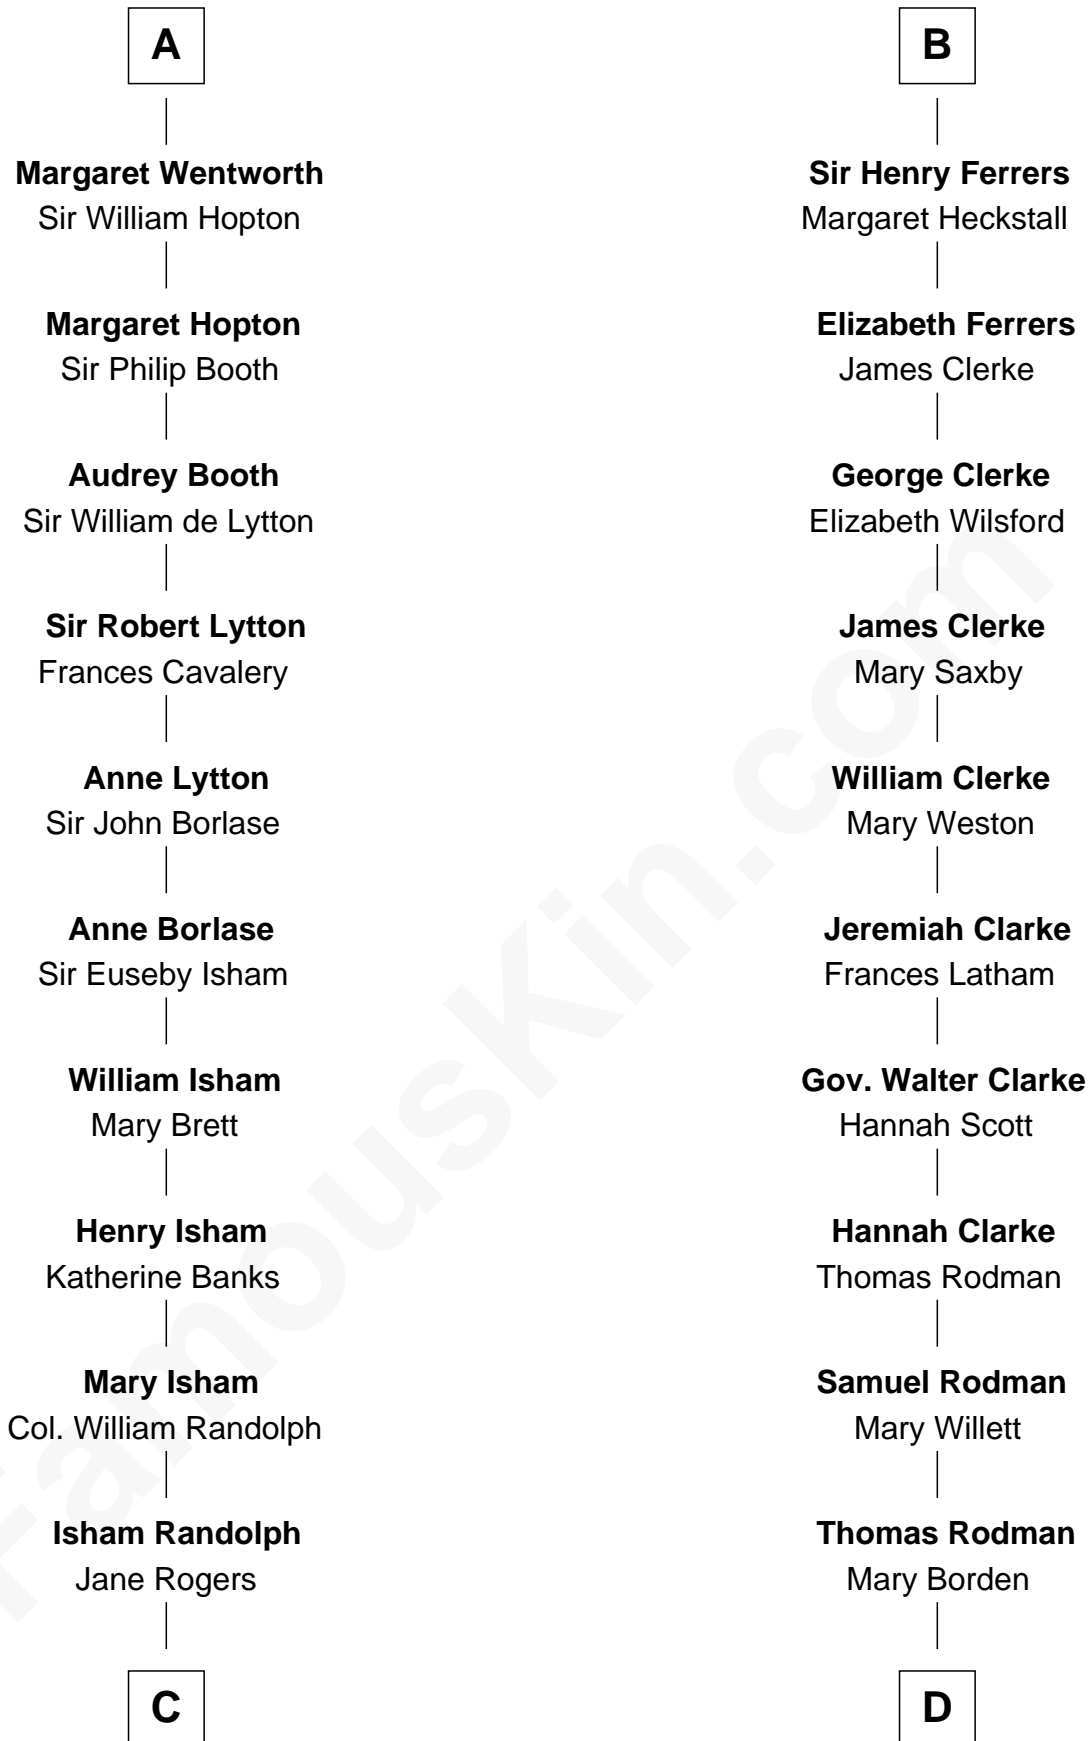 A
Margaret Wentworth
Sir William Hopton
Margaret Hopton
Sir Philip Booth
Audrey Booth
Sir William de Lytton
Sir Robert Lytton
Frances Cavalery
Anne Lytton
Sir John Borlase
Anne Borlase
Sir Euseby Isham
William Isham
Mary Brett
Henry Isham
Katherine Banks
Mary Isham
Col. William Randolph
Isham Randolph
Jane Rogers
C
B
Sir Henry Ferrers
Margaret Heckstall
Elizabeth Ferrers
James Clerke
George Clerke
Elizabeth Wilsford
James Clerke
Mary Saxby
William Clerke
Mary Weston
Jeremiah Clarke
Frances Latham
Gov. Walter Clarke
Hannah Scott
Hannah Clarke
Thomas Rodman
Samuel Rodman
Mary Willett
Thomas Rodman
Mary Borden
D
FamousKin.com